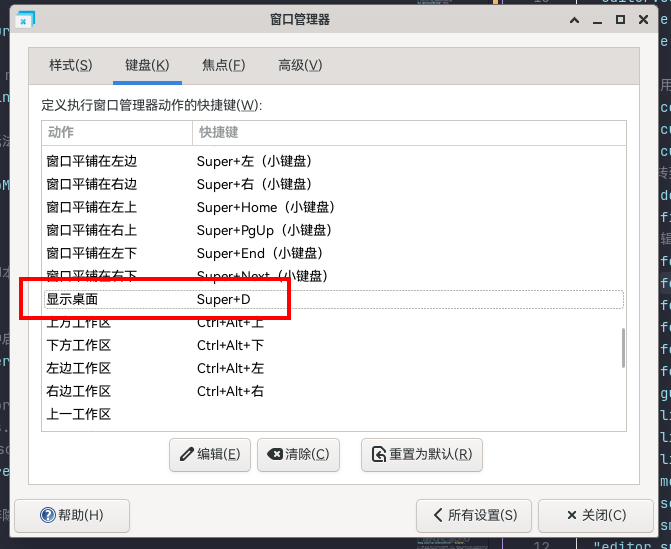 窗口管理器
样式(S)
键盘(K)
焦点(F)
高级(V)
定义执行窗口管理器动作的快捷键(W):
动作 快捷键
窗口平铺在左边 Super+左（小键盘）
窗口平铺在右边 Super+右（小键盘）
窗口平铺在左上 Super+Home（小键盘）
窗口平铺在右上 Super+PgUp（小键盘）
窗口平铺在左下 Super+End（小键盘）
窗口平铺在右下 Super+Next（小键盘）
显示桌面 Super+D
上方工作区 Ctrl+Alt+上
下方工作区 Ctrl+Alt+下
左边工作区 Ctrl+Alt+左
右边工作区 Ctrl+Alt+右
上一工作区
编辑(E)
清除(C)
重置为默认(R)
帮助(H)
所有设置(S)
关闭(C)
12 "editor.su